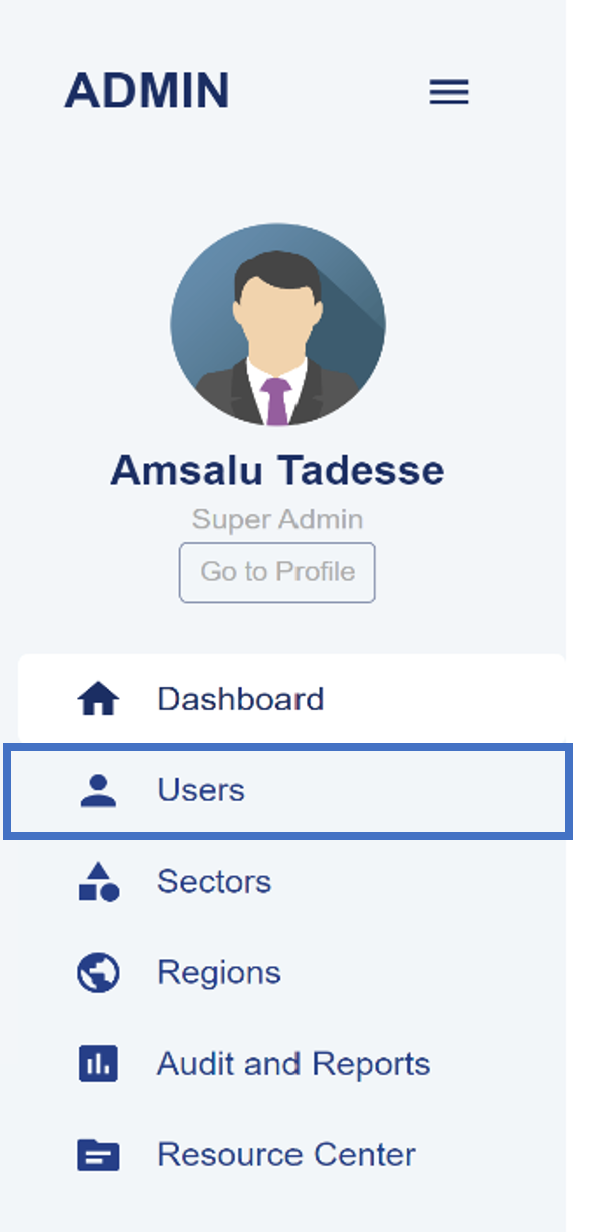 ADMIN
Amsalu Tadesse
Super Admin
Go to Profile
Dashboard
Users
Sectors
Regions
Audit and Reports
Resource Center